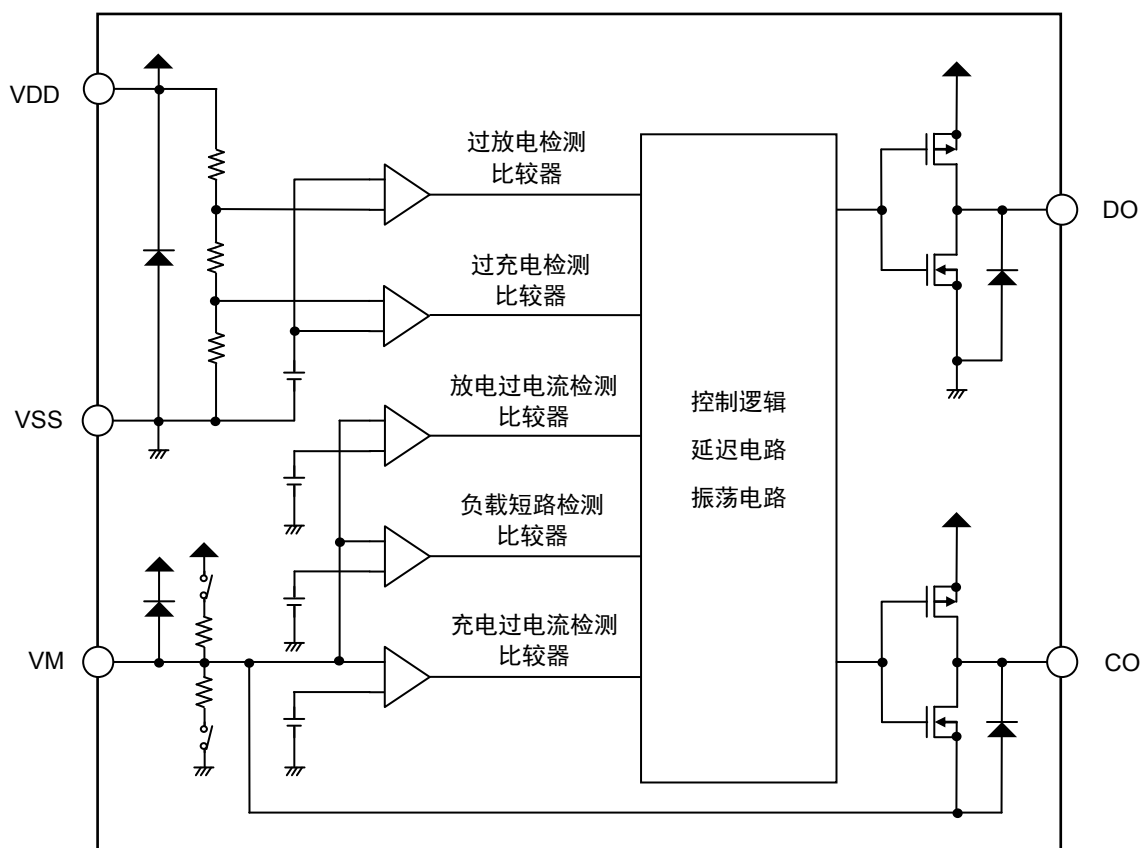 VDD
过放电检测
比较器
DO
过充电检测
比较器
VSS
放电过电流检测
比较器
控制逻辑
延迟电路
振荡电路
负载短路检测
比较器
VM
充电过电流检测
比较器
CO